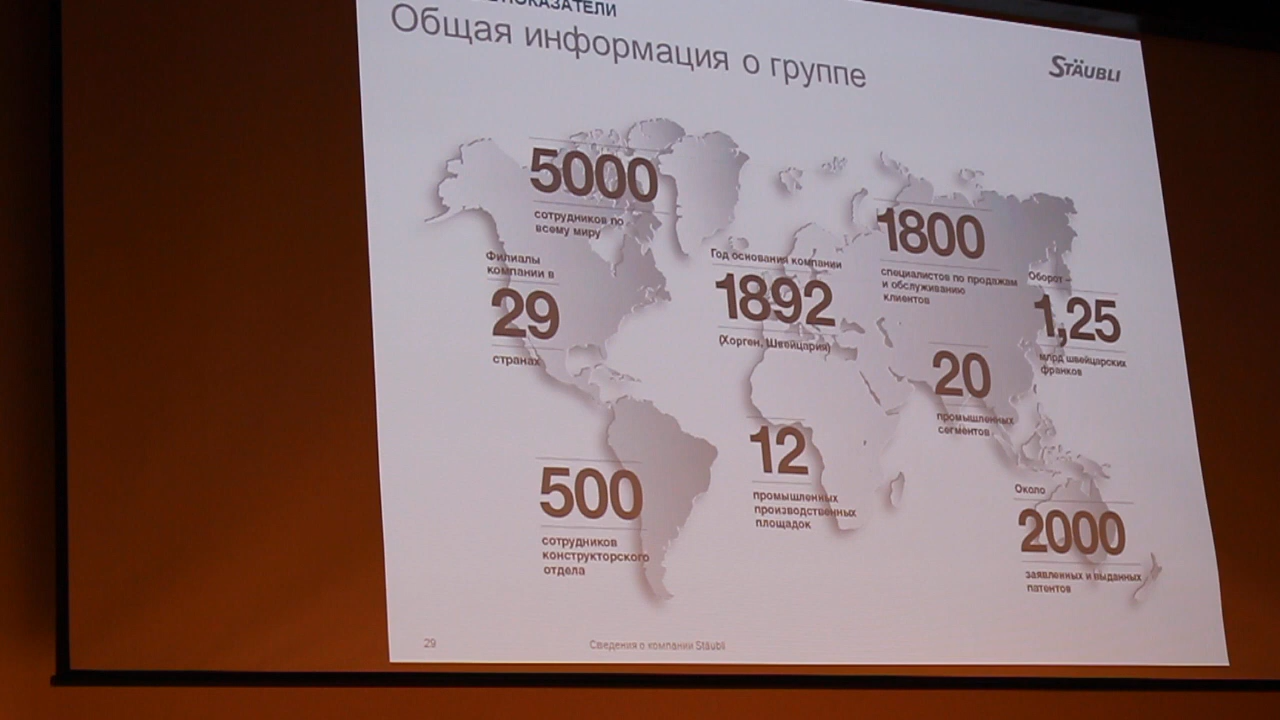 ПОКАЗАТЕЛИ
Общая информация о группе
STÄUBLI
5000
сотрудников по
всему миру
Филиалы
компании в
29
странах
Год основания компании
1892
(Хорген, Швейцария)
1800
специалистов по продажам
и обслуживанию
клиентов
Оборот –
1,25
млрд швейцарских
франков
20
промышленных
сегментов
12
промышленных
производственных
площадок
500
сотрудников
конструкторского
отдела
Около
2000
заявленных и выданных
патентов
29
Сведения о компании Stäubli